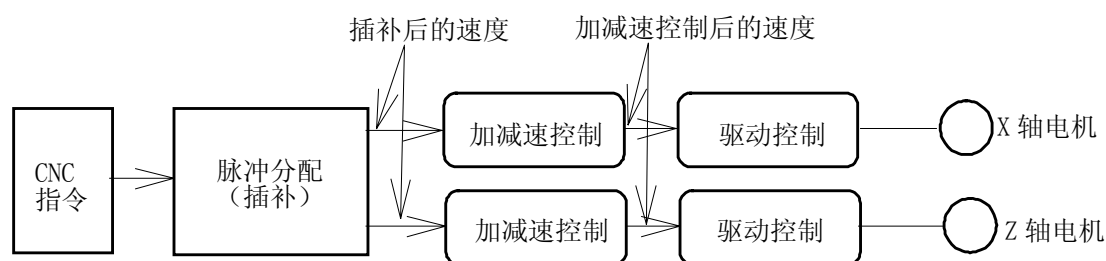 插补后的速度
加减速控制后的速度
CNC
指令
脉冲分配
（插补）
加减速控制
驱动控制
X 轴电机
加减速控制
驱动控制
Z 轴电机